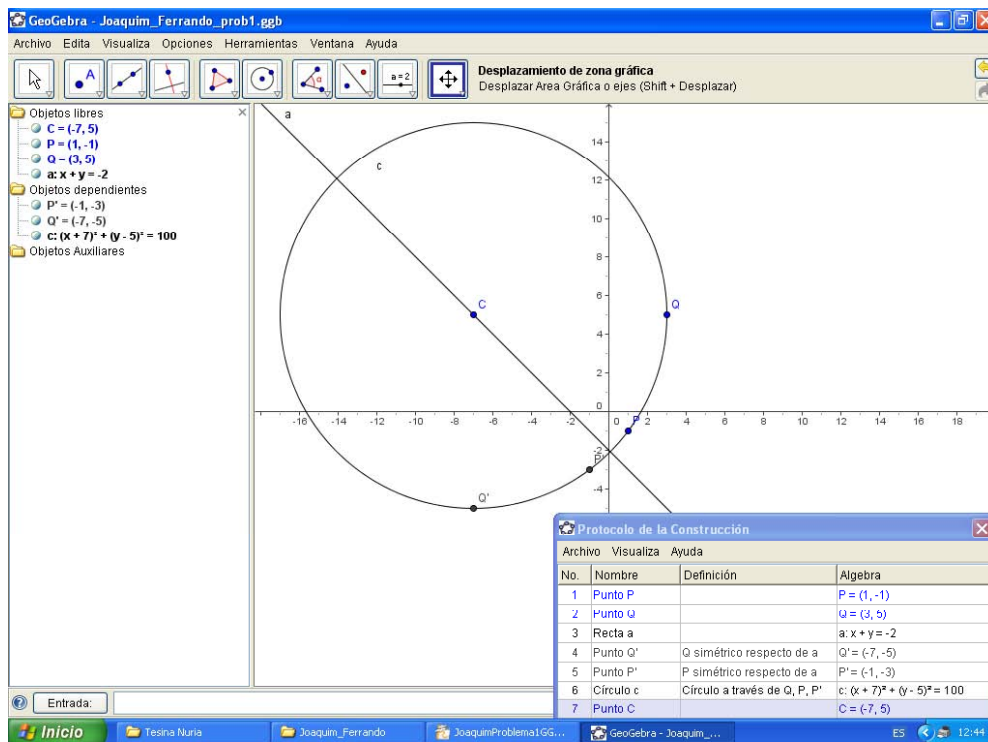 GeoGebra - Joaquim_Ferrando_prob1.ggb
Archivo Edita Visualiza Opciones Herramientas Ventana Ayuda
A
α
a=2
Desplazamiento de zona gráfica
Desplazar Area Gráfica o ejes (Shift + Desplazar)
Objetos libres
C = (-7, 5)
P = (1, -1)
Q = (3, 5)
a: x + y = -2
Objetos dependientes
P' = (-1, -3)
Q' = (-7, -5)
c: (x + 7)² + (y - 5)² = 100
Objetos Auxiliares
a
c
14
12
10
8
6
4
2
0
-2
-4
-16 -14 -12 -10 -8 -6 -4 -2 0 2 4 6 8 10 12 14 16 18
C
Q
P
P'
Q'
Protocolo de la Construcción
Archivo Visualiza Ayuda
No. Nombre Definición Algebra
1 Punto P P = (1, -1)
2 Punto Q Q = (3, 5)
3 Recta a a: x + y = -2
4 Punto Q' Q simétrico respecto de a Q' = (-7, -5)
5 Punto P' P simétrico respecto de a P' = (-1, -3)
6 Círculo c Círculo a través de Q, P, P' c: (x + 7)² + (y - 5)² = 100
7 Punto C C = (-7, 5)
Entrada:
Inicio Tesina Nuria Joaquim_Ferrando JoaquimProblema1GG... GeoGebra - Joaquim_... ES 12:44